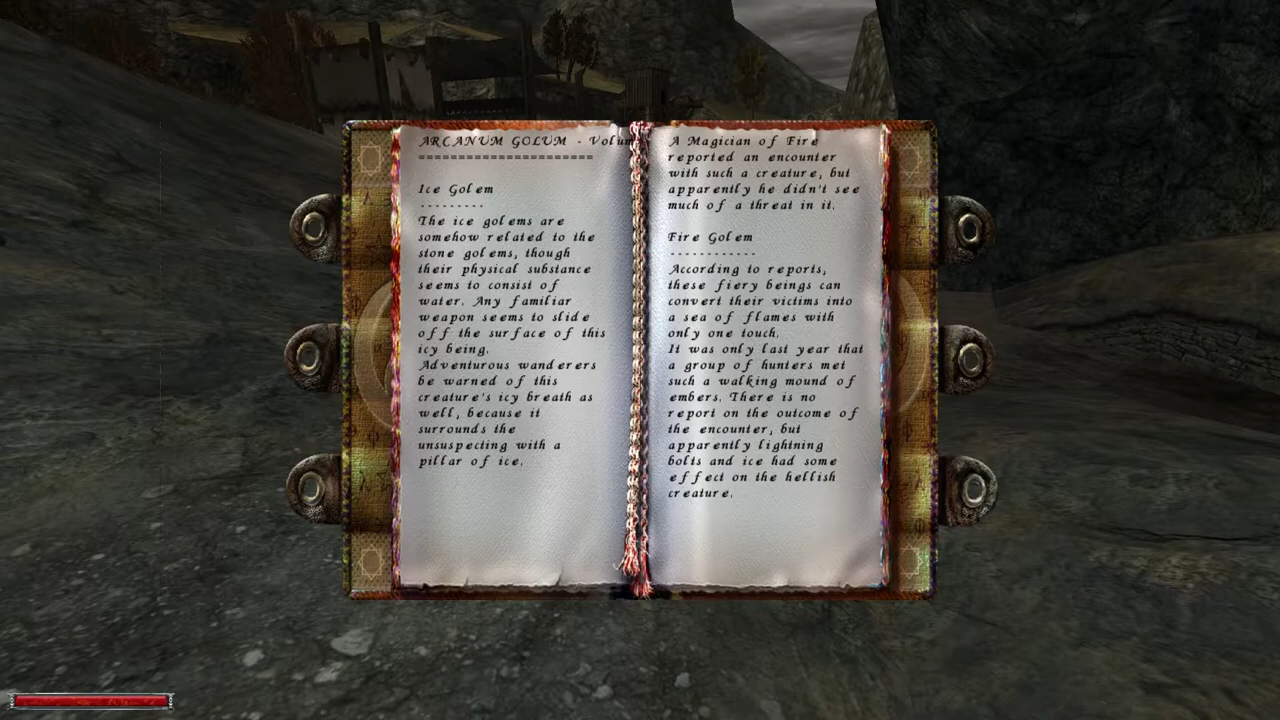 ARCANUM GOLUM - Volum
======================
Ice Golem
---------
The ice golems are
somehow related to the
stone golems, though
their physical substance
seems to consist of
water. Any familiar
weapon seems to slide
off the surface of this
icy being.
Adventurous wanderers
be warned of this
creature's icy breath as
well, because it
surrounds the
unsuspecting with a
pillar of ice.
A Magician of Fire
reported an encounter
with such a creature, but
apparently he didn't see
much of a threat in it.
Fire Golem
------------
According to reports,
these fiery beings can
convert their victims into
a sea of flames with
only one touch.
It was only last year that
a group of hunters met
such a walking mound of
embers. There is no
report on the outcome of
the encounter, but
apparently lightning
bolts and ice had some
effect on the hellish
creature.